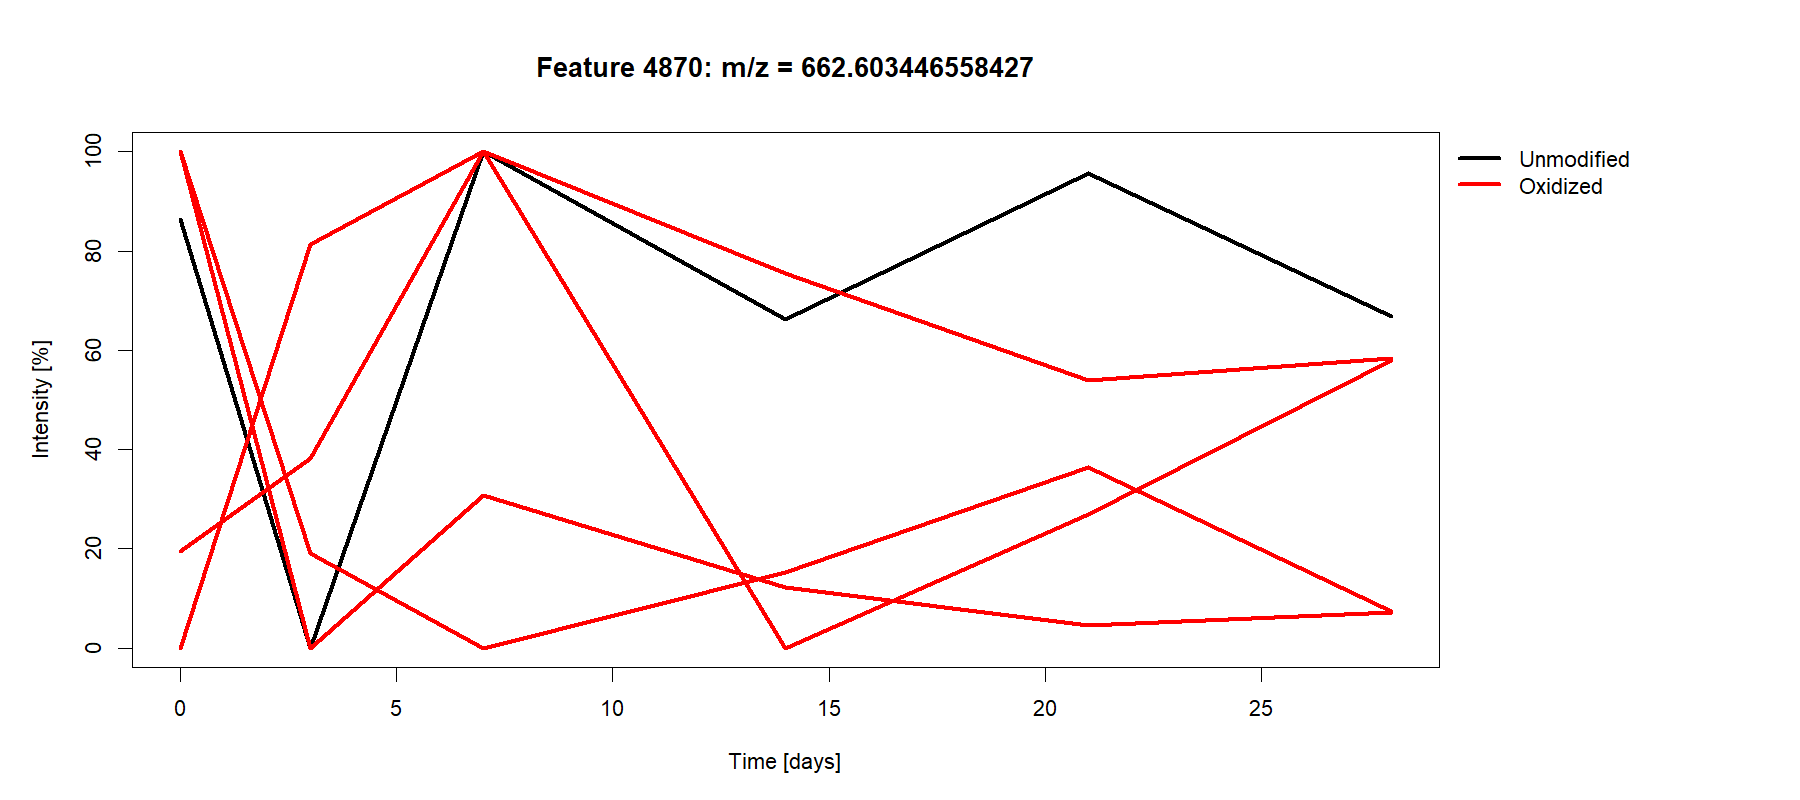 Feature 4870: m/z = 662.603446558427
Unmodified
Oxidized
Intensity [%]
100
80
60
40
20
0
0 5 10 15 20 25
Time [days]